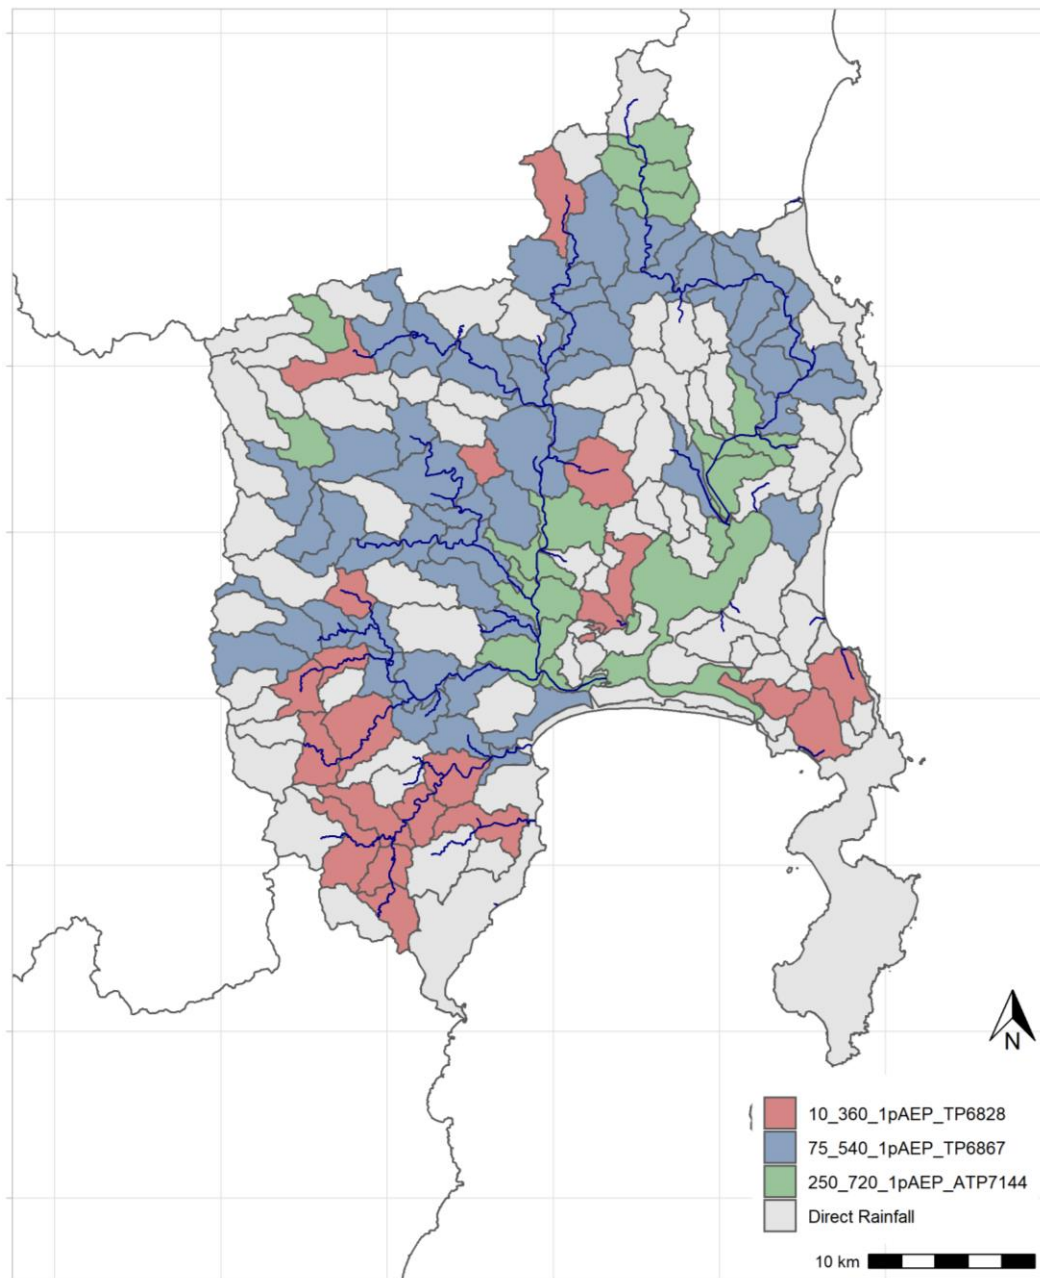 N
10_360_1pAEP_TP6828
75_540_1pAEP_TP6867
250_720_1pAEP_ATP7144
Direct Rainfall
10 km